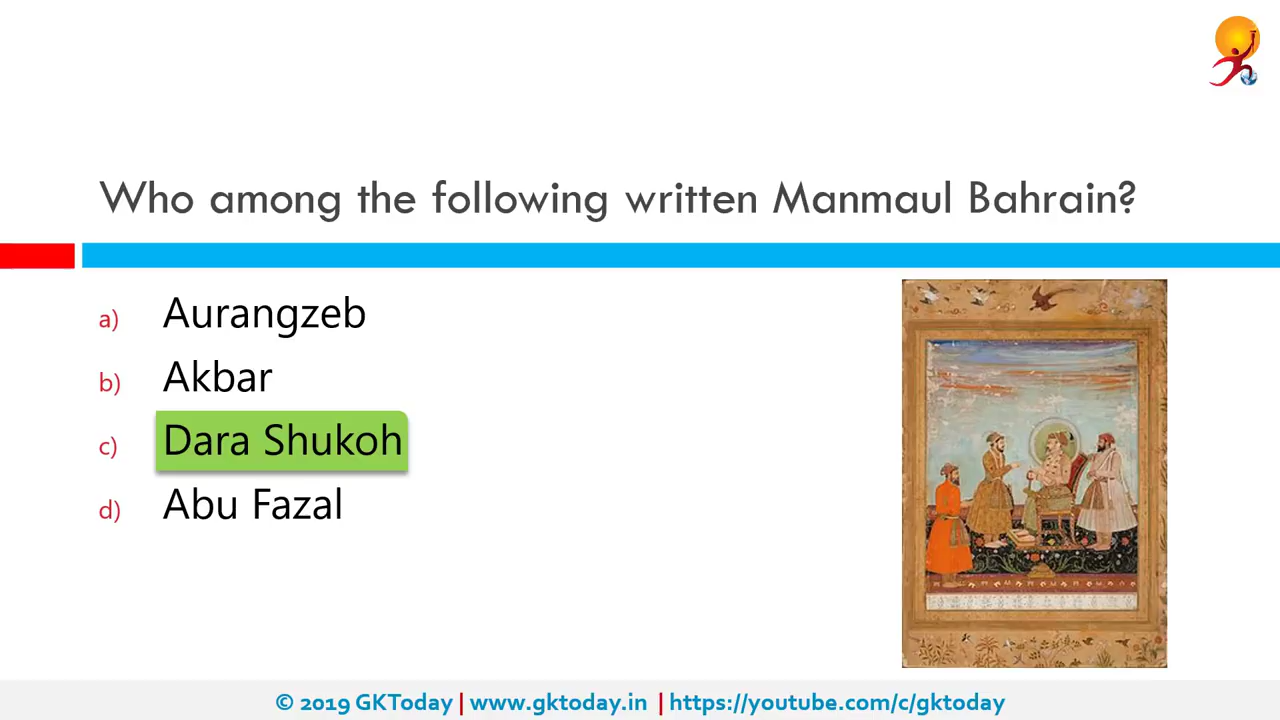 Who among the following written Manmaul Bahrain?
a) Aurangzeb
b) Akbar
c) Dara Shukoh
d) Abu Fazal
© 2019 GKToday | www.gktoday.in | https://youtube.com/c/gktoday